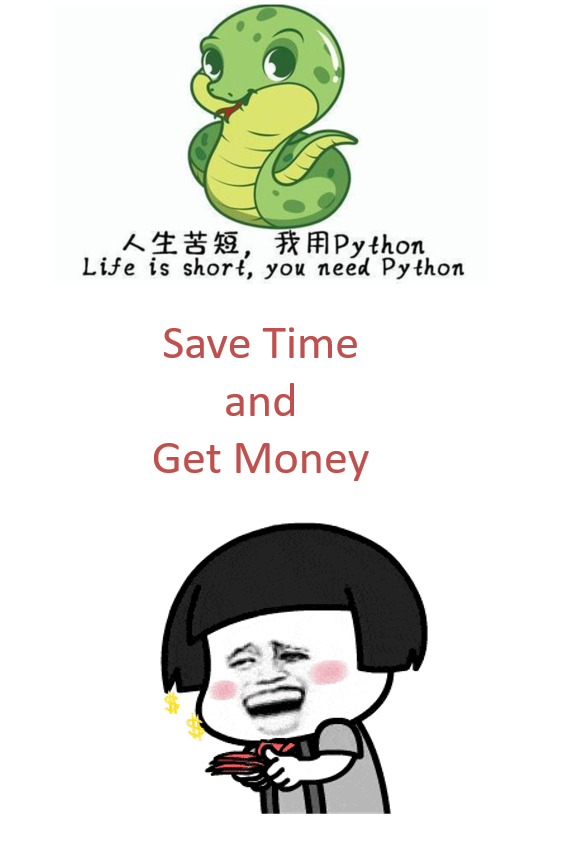 人生苦短，我用Python
Life is short, you need Python
Save Time
and
Get Money
$
$